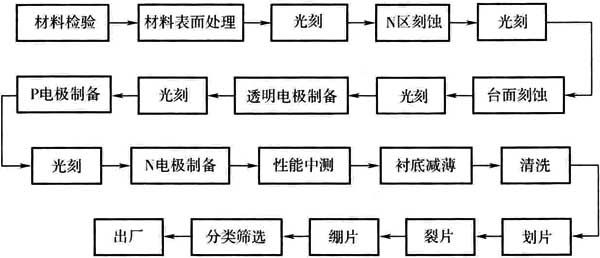 材料检验
材料表面处理
光刻
N区刻蚀
光刻
台面刻蚀
光刻
透明电极制备
光刻
P电极制备
光刻
N电极制备
性能中测
衬底减薄
清洗
划片
裂片
绷片
分类筛选
出厂